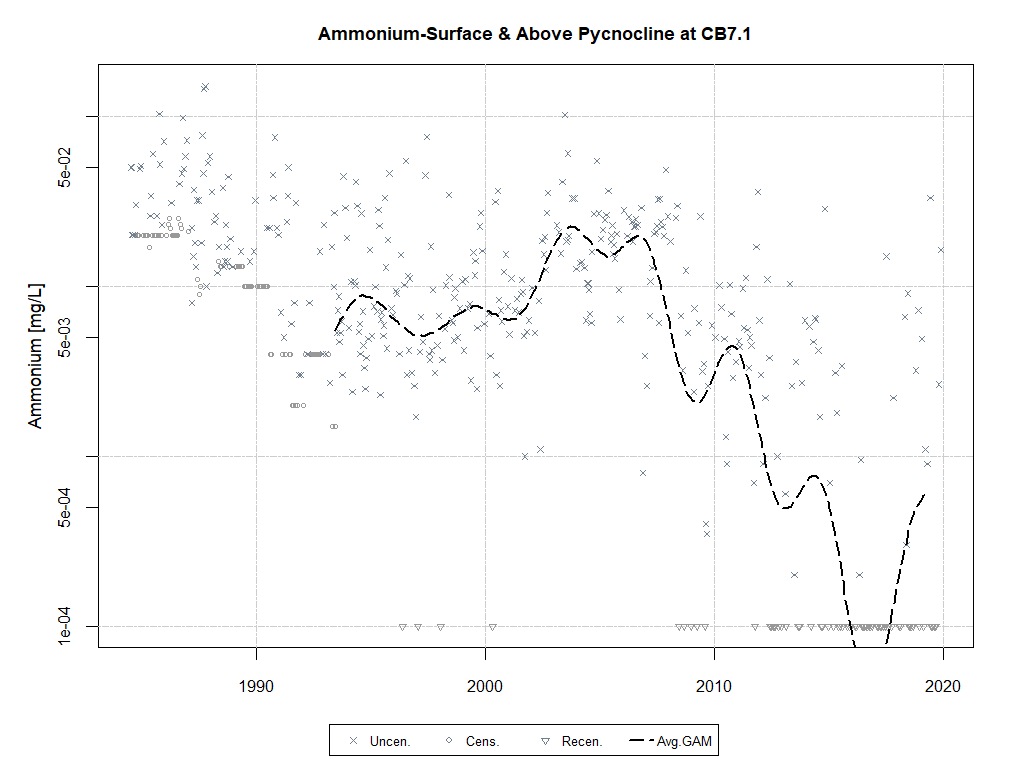 Ammonium-Surface & Above Pycnocline at CB7.1
Ammonium [mg/L]
5e-02
5e-03
5e-04
1e-04
1990
2000
2010
2020
Uncen.
Cens.
Recen.
Avg.GAM